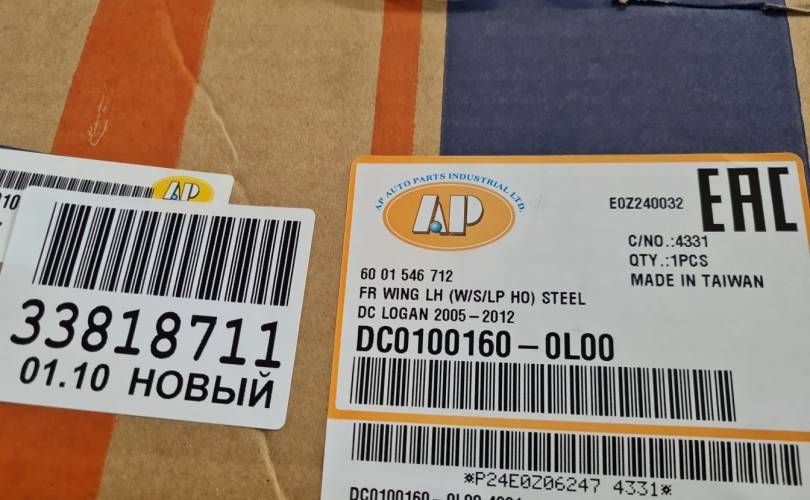 AP
33818711
01.10 НОВЫЙ
AP AUTO PARTS INDUSTRIAL LTD.
AP
E0Z240032
EAC
C/NO.:4331
QTY.:1PCS
MADE IN TAIWAN
60 01 546 712
FR WING LH (W/S/LP HO) STEEL
DC LOGAN 2005-2012
DC0100160-0L00
*P24E0Z06247 4331*